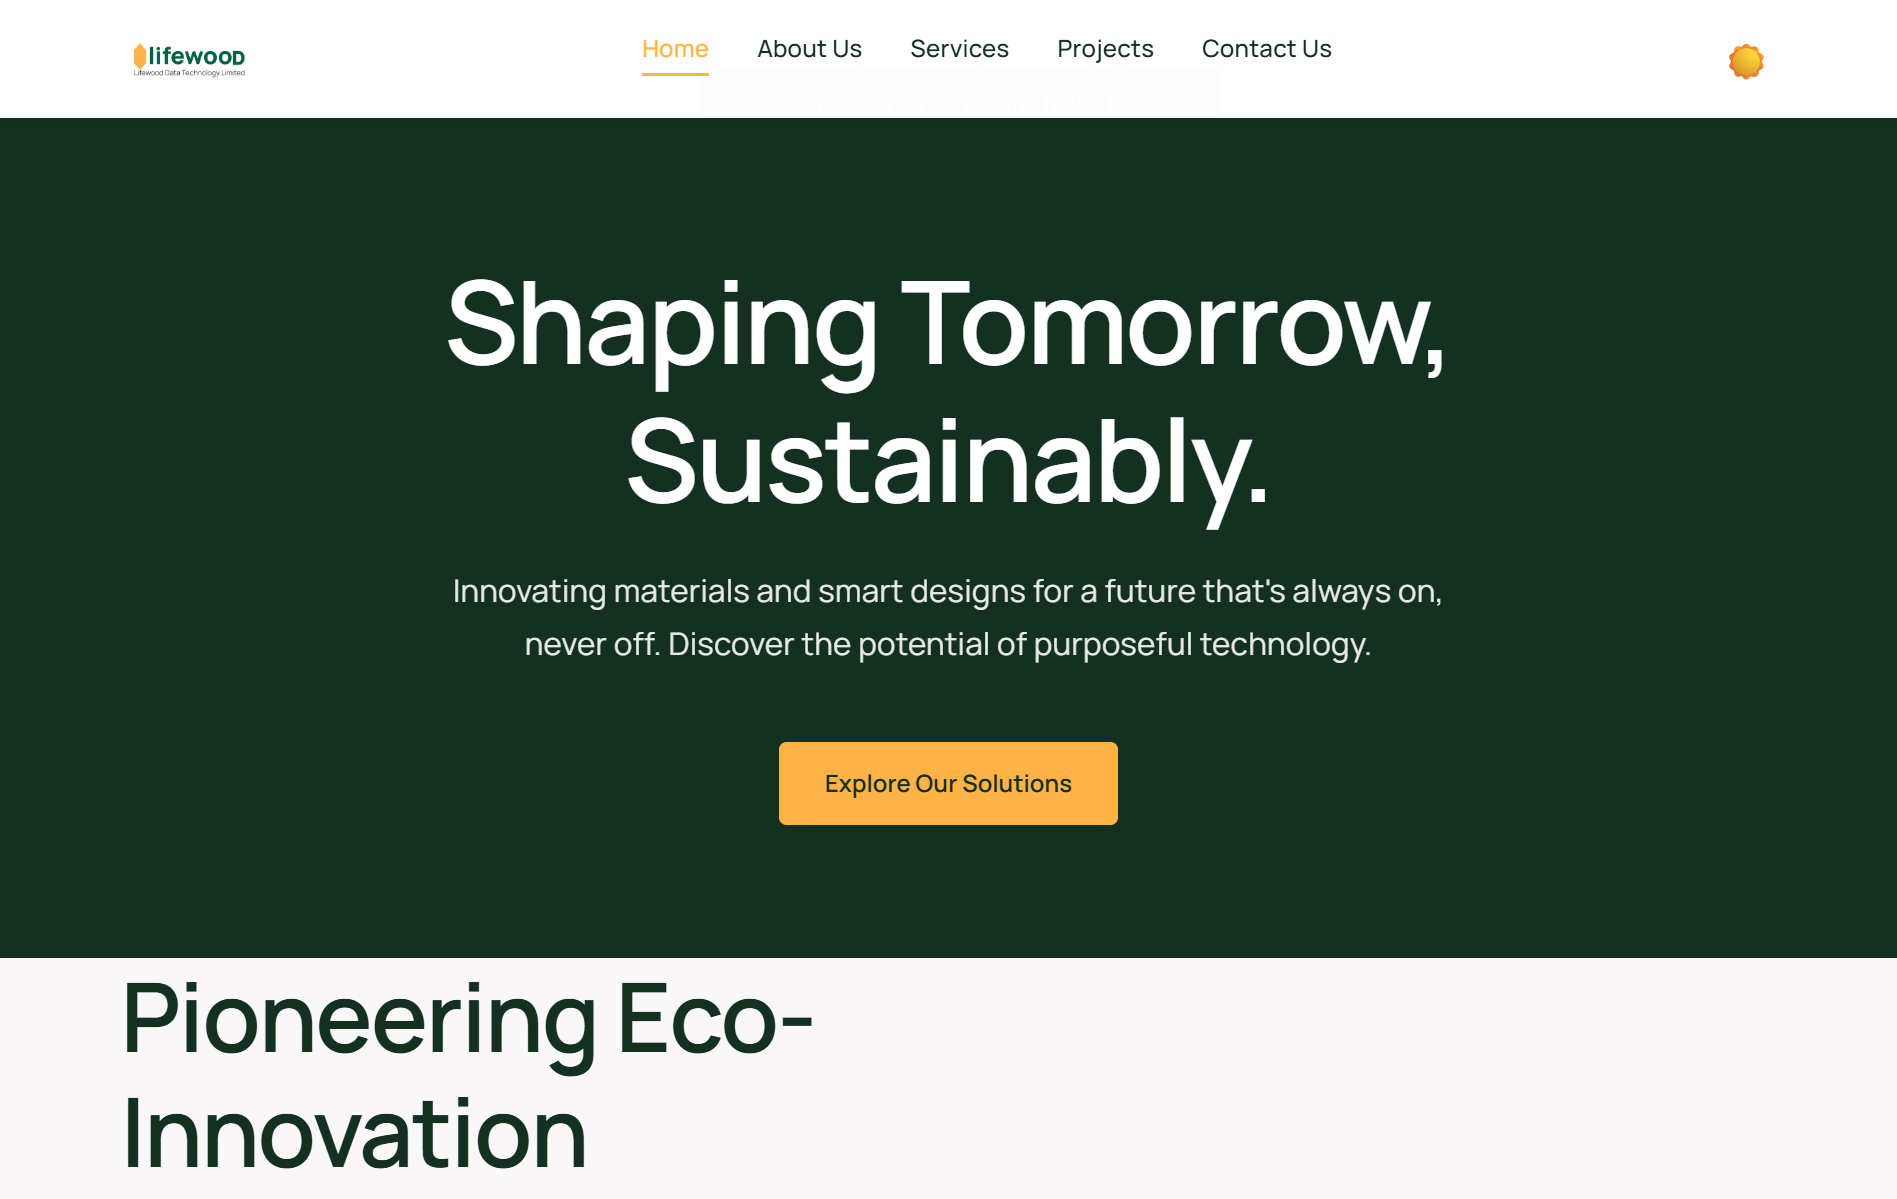 lifewood
Lifewood Data Technology Limited
Home About Us Services Projects Contact Us
Shaping Tomorrow,
Sustainably.
Innovating materials and smart designs for a future that's always on,
never off. Discover the potential of purposeful technology.
Explore Our Solutions
Pioneering Eco-
Innovation